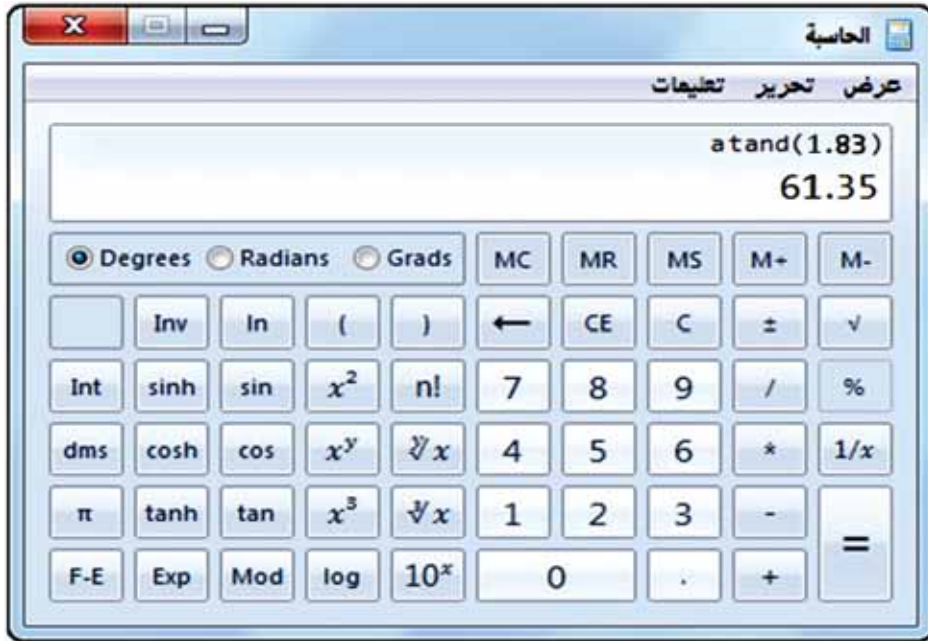 الحاسبة
عرض تحرير تعليمات
atand(1.83)
61.35
Degrees Radians Grads MC MR MS M+ M-
Inv In ( ) ← CE C ± √
Int sinh sin x² n! 7 8 9 / %
dms cosh cos xʸ ʸ√x 4 5 6 * 1/x
π tanh tan x³ ³√x 1 2 3 - =
F-E Exp Mod log 10ˣ 0 . +